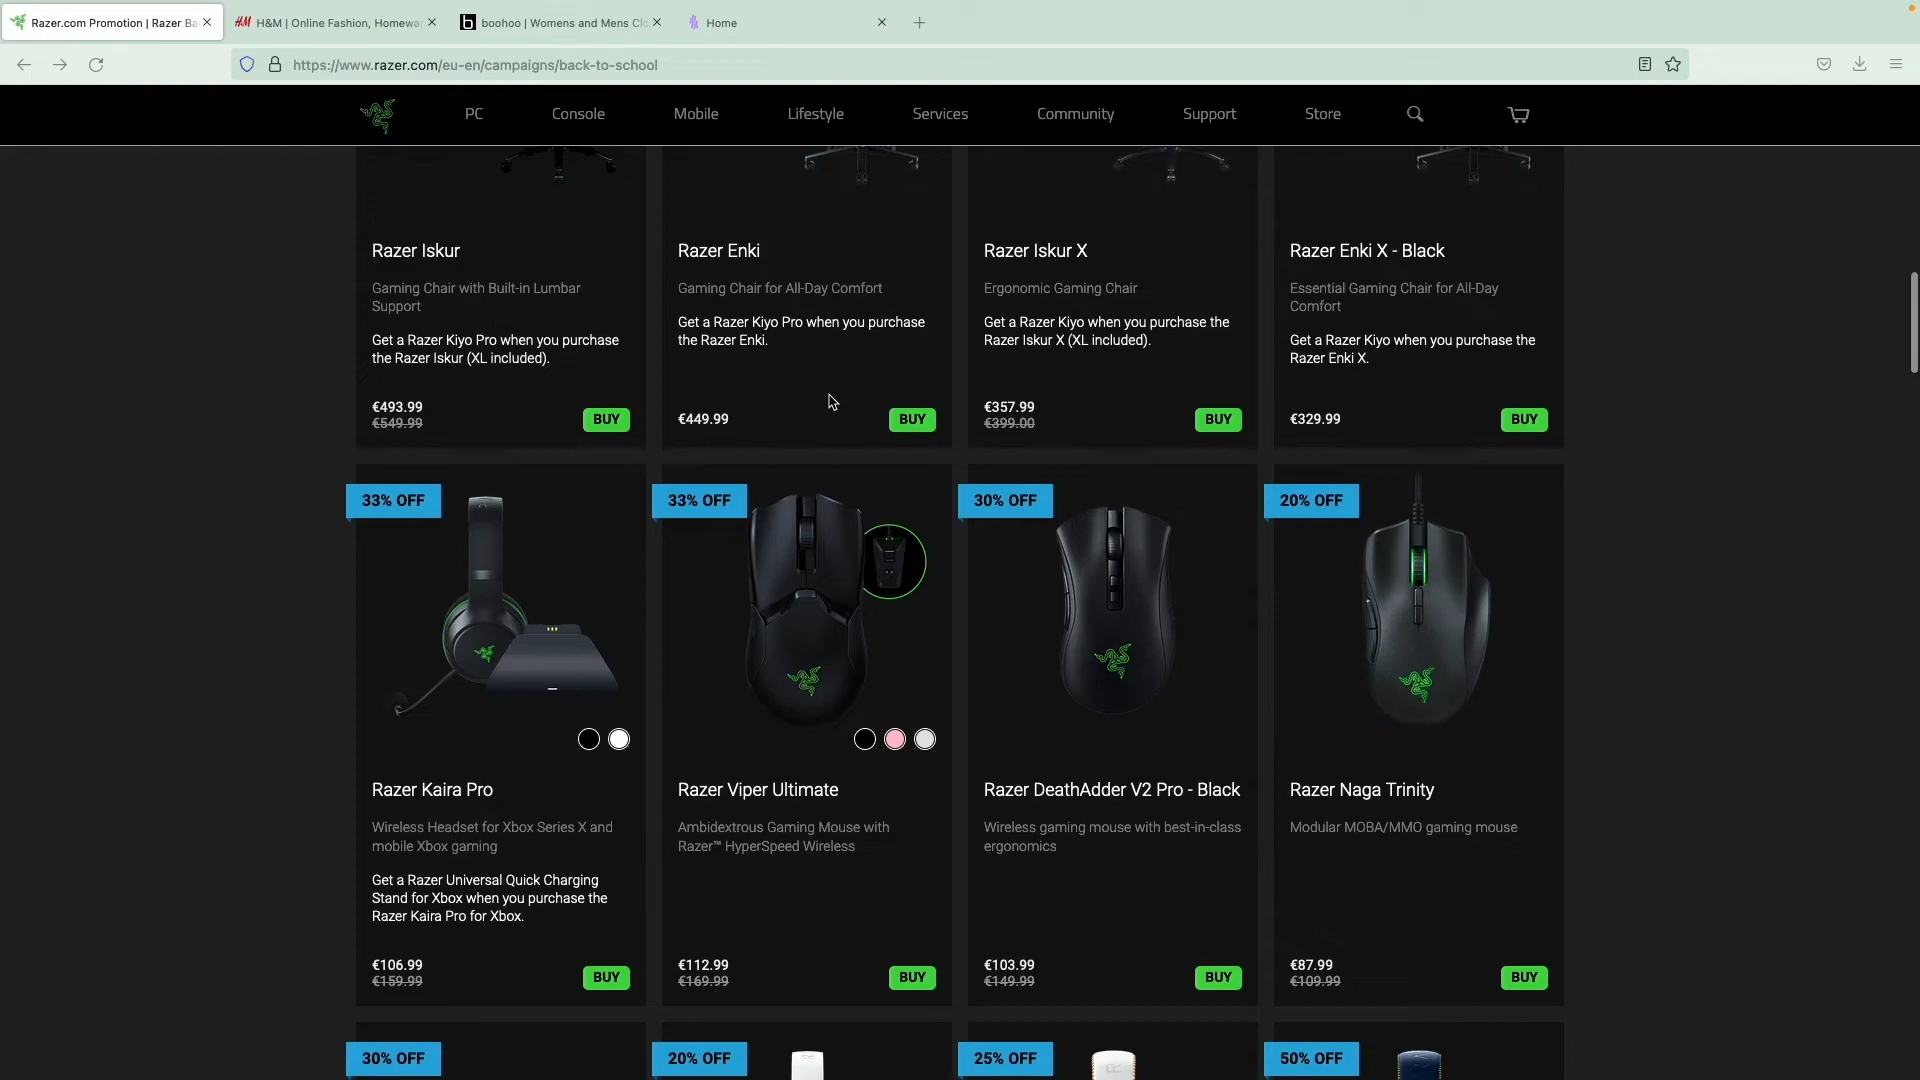 Razer.com Promotion | Razer Ba
H&M | Online Fashion, Homewar
boohoo | Womens and Mens Clo
Home
https://www.razer.com/eu-en/campaigns/back-to-school
PC
Console
Mobile
Lifestyle
Services
Community
Support
Store
Razer Iskur
Gaming Chair with Built-in Lumbar
Support
Get a Razer Kiyo Pro when you purchase
the Razer Iskur (XL included).
€493.99
€549.99
BUY
Razer Enki
Gaming Chair for All-Day Comfort
Get a Razer Kiyo Pro when you purchase
the Razer Enki.
€449.99
BUY
Razer Iskur X
Ergonomic Gaming Chair
Get a Razer Kiyo when you purchase the
Razer Iskur X (XL included).
€357.99
€399.00
BUY
Razer Enki X - Black
Essential Gaming Chair for All-Day
Comfort
Get a Razer Kiyo when you purchase the
Razer Enki X.
€329.99
BUY
33% OFF
Razer Kaira Pro
Wireless Headset for Xbox Series X and
mobile Xbox gaming
Get a Razer Universal Quick Charging
Stand for Xbox when you purchase the
Razer Kaira Pro for Xbox.
€106.99
€159.99
BUY
33% OFF
Razer Viper Ultimate
Ambidextrous Gaming Mouse with
Razer™ HyperSpeed Wireless
€112.99
€169.99
BUY
30% OFF
Razer DeathAdder V2 Pro - Black
Wireless gaming mouse with best-in-class
ergonomics
€103.99
€149.99
BUY
20% OFF
Razer Naga Trinity
Modular MOBA/MMO gaming mouse
€87.99
€109.99
BUY
30% OFF
20% OFF
25% OFF
50% OFF